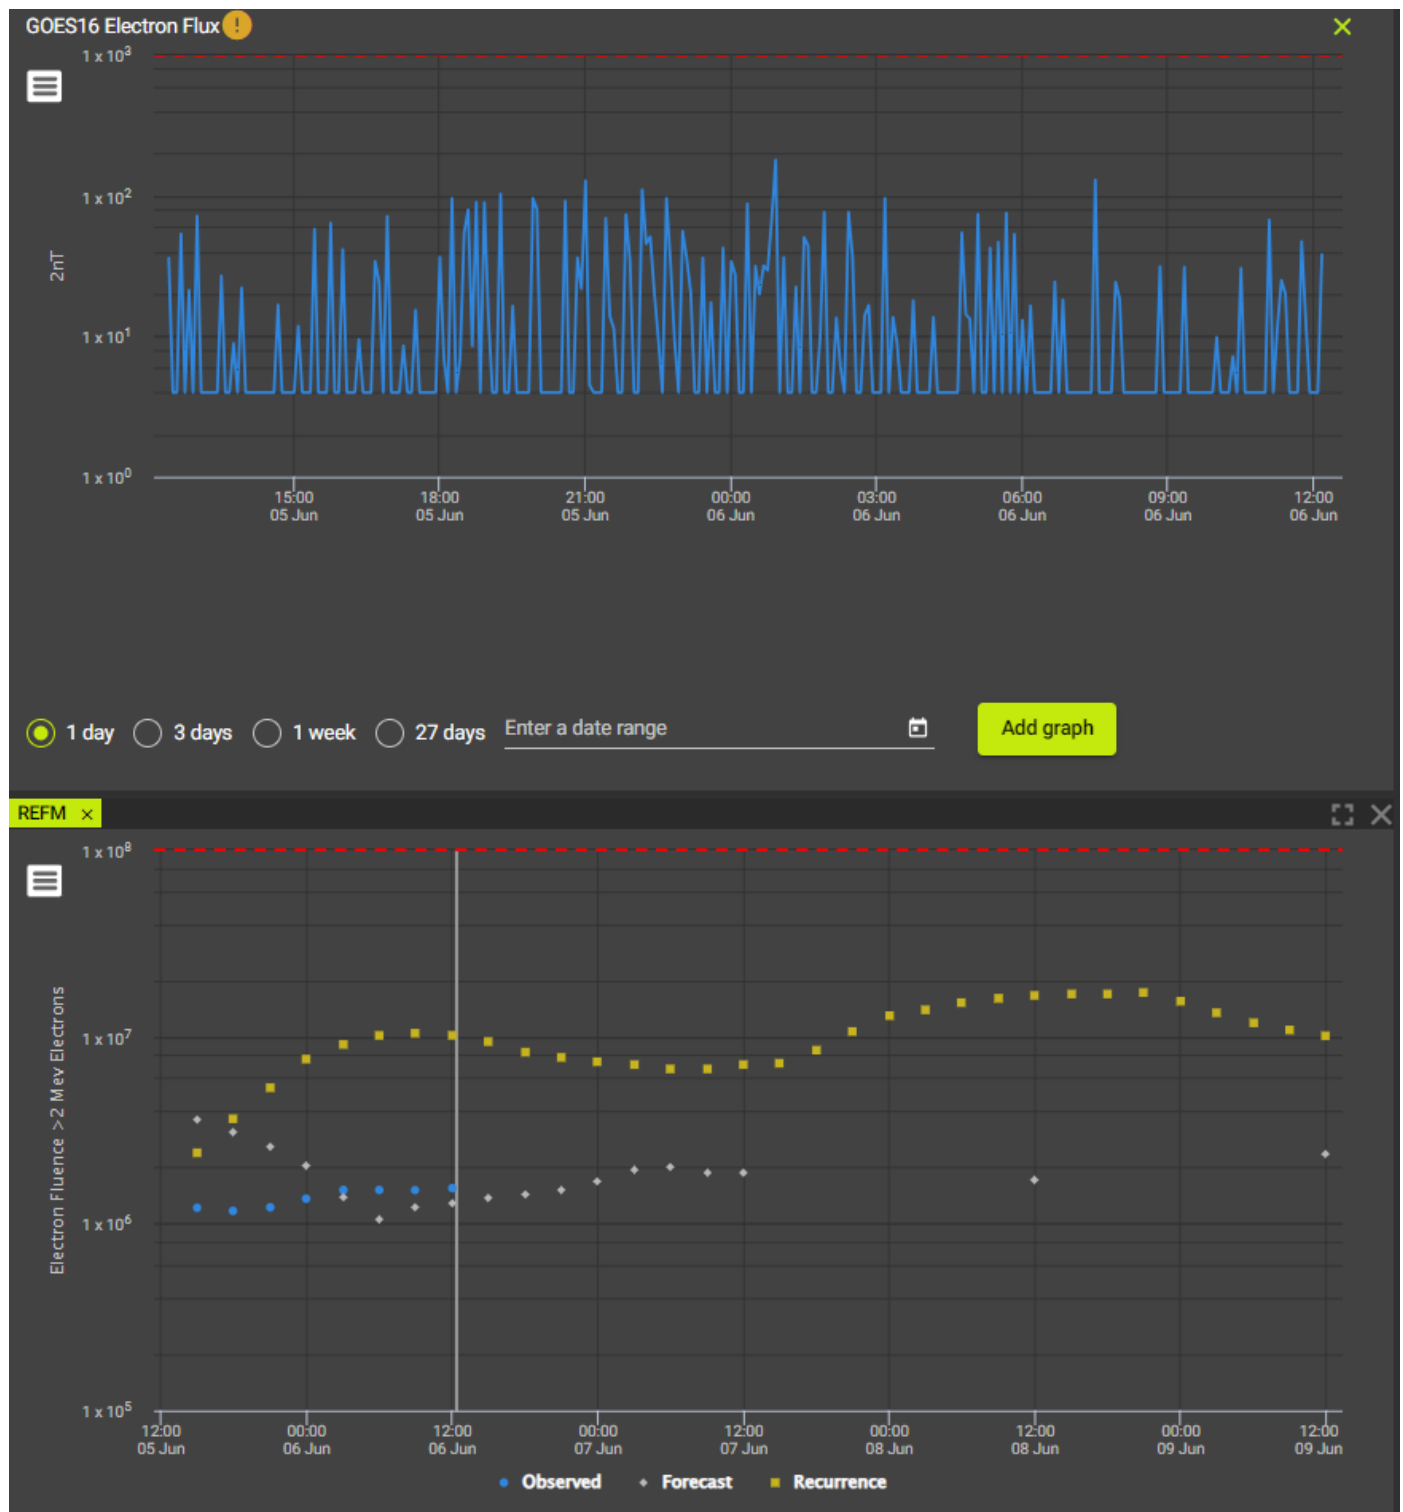 GOES16 Electron Flux
1 x 10³
1 x 10²
2nT
1 x 10¹
1 x 10⁰
15:00 18:00 21:00 00:00 03:00 06:00 09:00 12:00
05 Jun 05 Jun 05 Jun 06 Jun 06 Jun 06 Jun 06 Jun 06 Jun
1 day 3 days 1 week 27 days Enter a date range Add graph
REFM ×
1 x 10⁸
1 x 10⁷
Electron Fluence >2 Mev Electrons
1 x 10⁶
1 x 10⁵
12:00 00:00 12:00 00:00 12:00 00:00 12:00 00:00 12:00
05 Jun 06 Jun 06 Jun 07 Jun 07 Jun 08 Jun 08 Jun 09 Jun 09 Jun
Observed Forecast Recurrence